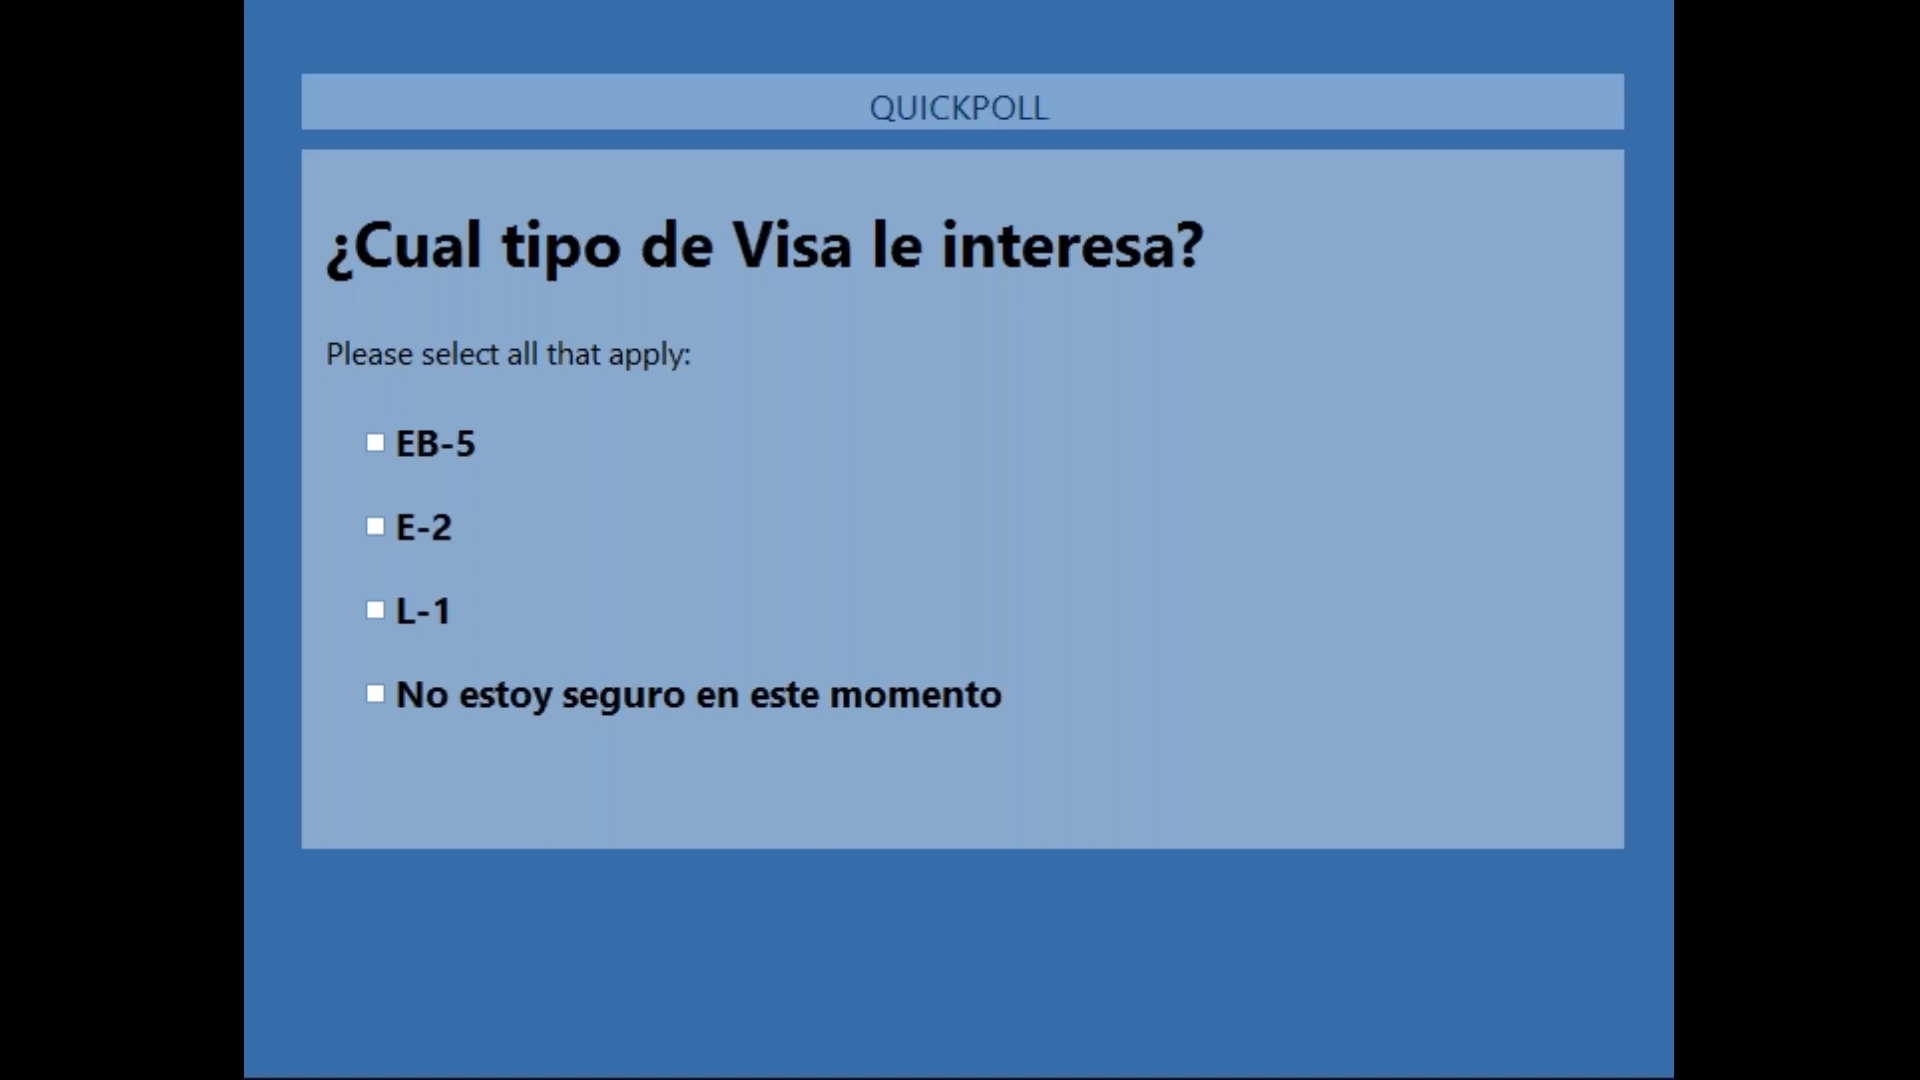 QUICKPOLL
¿Cual tipo de Visa le interesa?
Please select all that apply:
EB-5
E-2
L-1
No estoy seguro en este momento